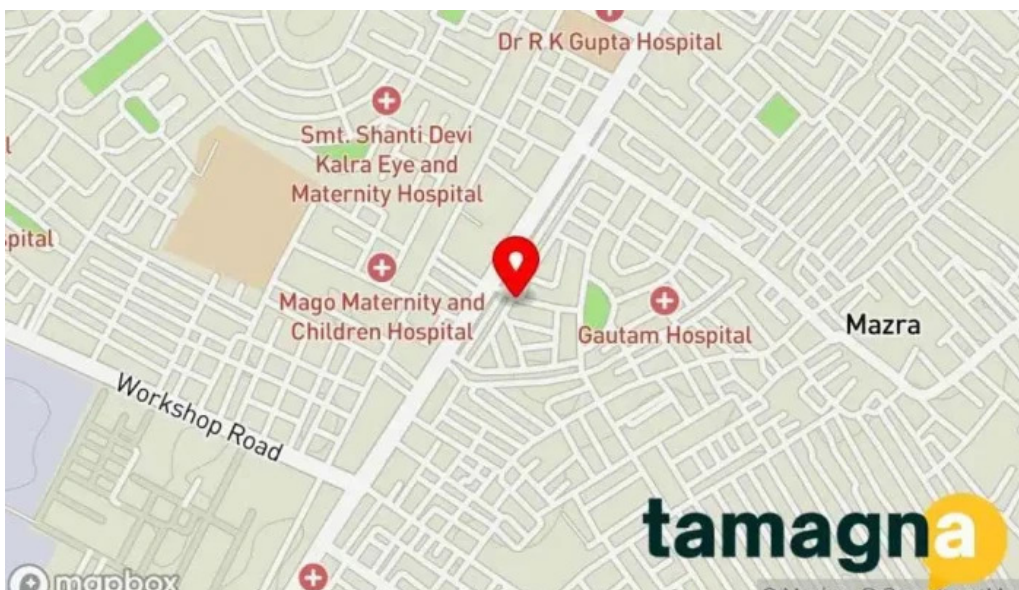 Dr R K Gupta Hospital
Smt. Shanti Devi
Kalra Eye and
Maternity Hospital
l
pital
Mago Maternity and
Children Hospital
Gautam Hospital
Mazra
Workshop Road
tamagna
mapbox